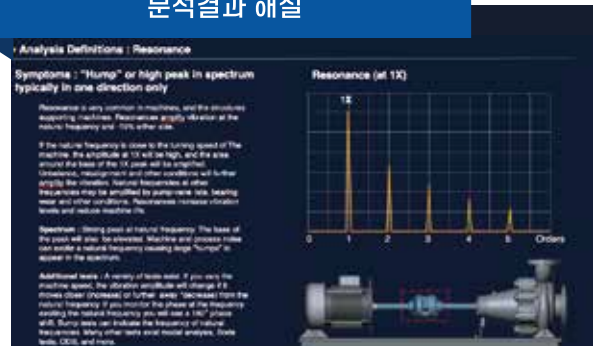 분석결과 해설
Analysis Definitions : Resonance
Symptoms : "Hump" or high peak in spectrum
typically in one direction only
Resonance is very common in machines, and the structures
supporting machines. Resonances amplify vibration at the
natural frequency and -10% either side.
If the natural frequency is close to the turning speed of The
machine the amplitude at 1X will be high, and the area
around the base of the 1X peak will be amplified.
Unbalance, misalignment and other conditions will further
amplify the vibration. Natural frequencies at other
frequencies may be amplified by pump-vane rate, bearing
wear and other conditions. Resonances increase vibration
levels and reduce machine life.
Spectrum : Strong peak at natural frequency. The base of
the peak will also be elevated. Machine and process noise
can excite a natural frequency causing large "humps" to
appear in the spectrum.
Additional tests : A variety of tests exist. If you vary the
machine speed, the vibration amplitude will change if it
moves closer (increase) or further away "decrease) from the
natural frequency. If you monitor the phase at the frequency
exciting the natural frequency you will see a 180° phase
shift. Bump tests can indicate the frequency of natural
frequencies. Many other tests exist modal analysis, Bode
tests, ODS, and more.
Resonance (at 1X)
1X
0 1 2 3 4 5 Orders